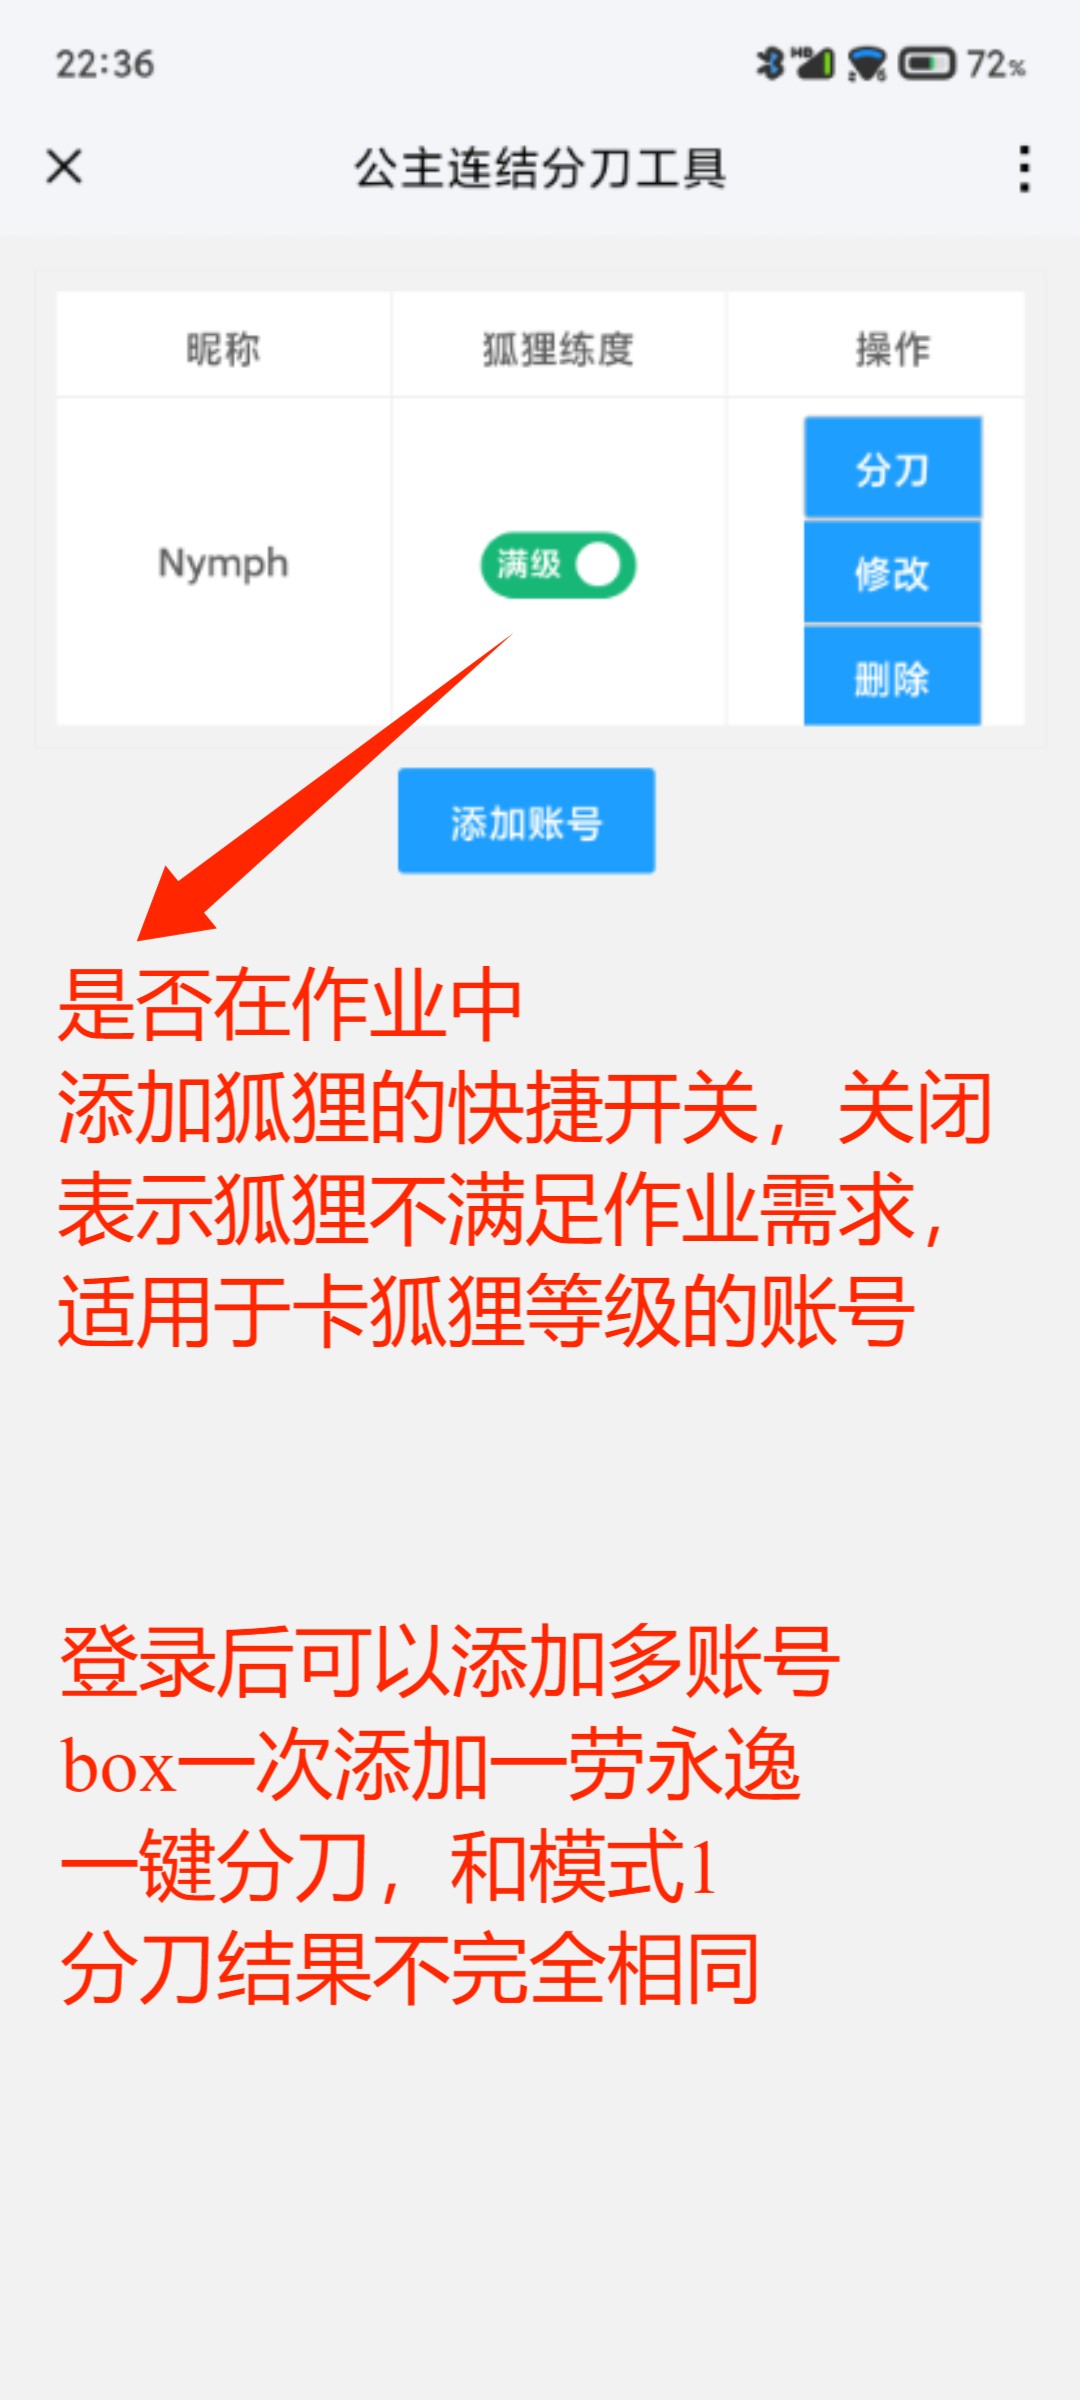 22:36
HD
72%
公主连结分刀工具
昵称 狐狸练度 操作
Nymph 满级 分刀
修改
删除
添加账号
是否在作业中
添加狐狸的快捷开关，关闭
表示狐狸不满足作业需求，
适用于卡狐狸等级的账号
登录后可以添加多账号
box一次添加一劳永逸
一键分刀，和模式1
分刀结果不完全相同